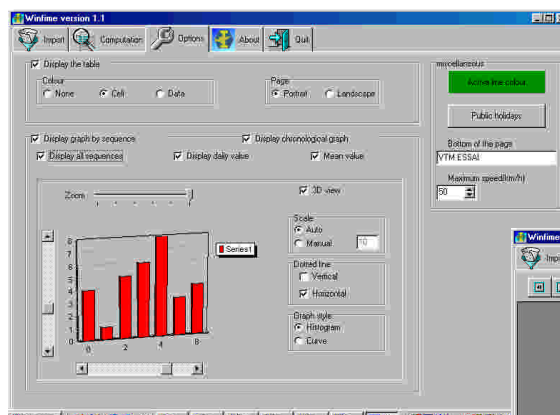 Winfime version 1.1
Import Computation Options About Quit
Display the table
Colour
None Cell Data
Page
Portrait Landscape
miscellaneous
Active line colour
Public holidays
Bottom of the page
VTM ESSAI
Maximum speed(km/h)
50
Display graph by sequence Display chronological graph
Display all sequences Display daily value Mean value
Zoom
3D view
Scale
Auto
Manual 10
Dotted line
Vertical
Horizontal
Graph style
Histogram
Curve
Series1
8
7
6
5
4
3
2
1
0
0 2 4 6
Winfime
Imp